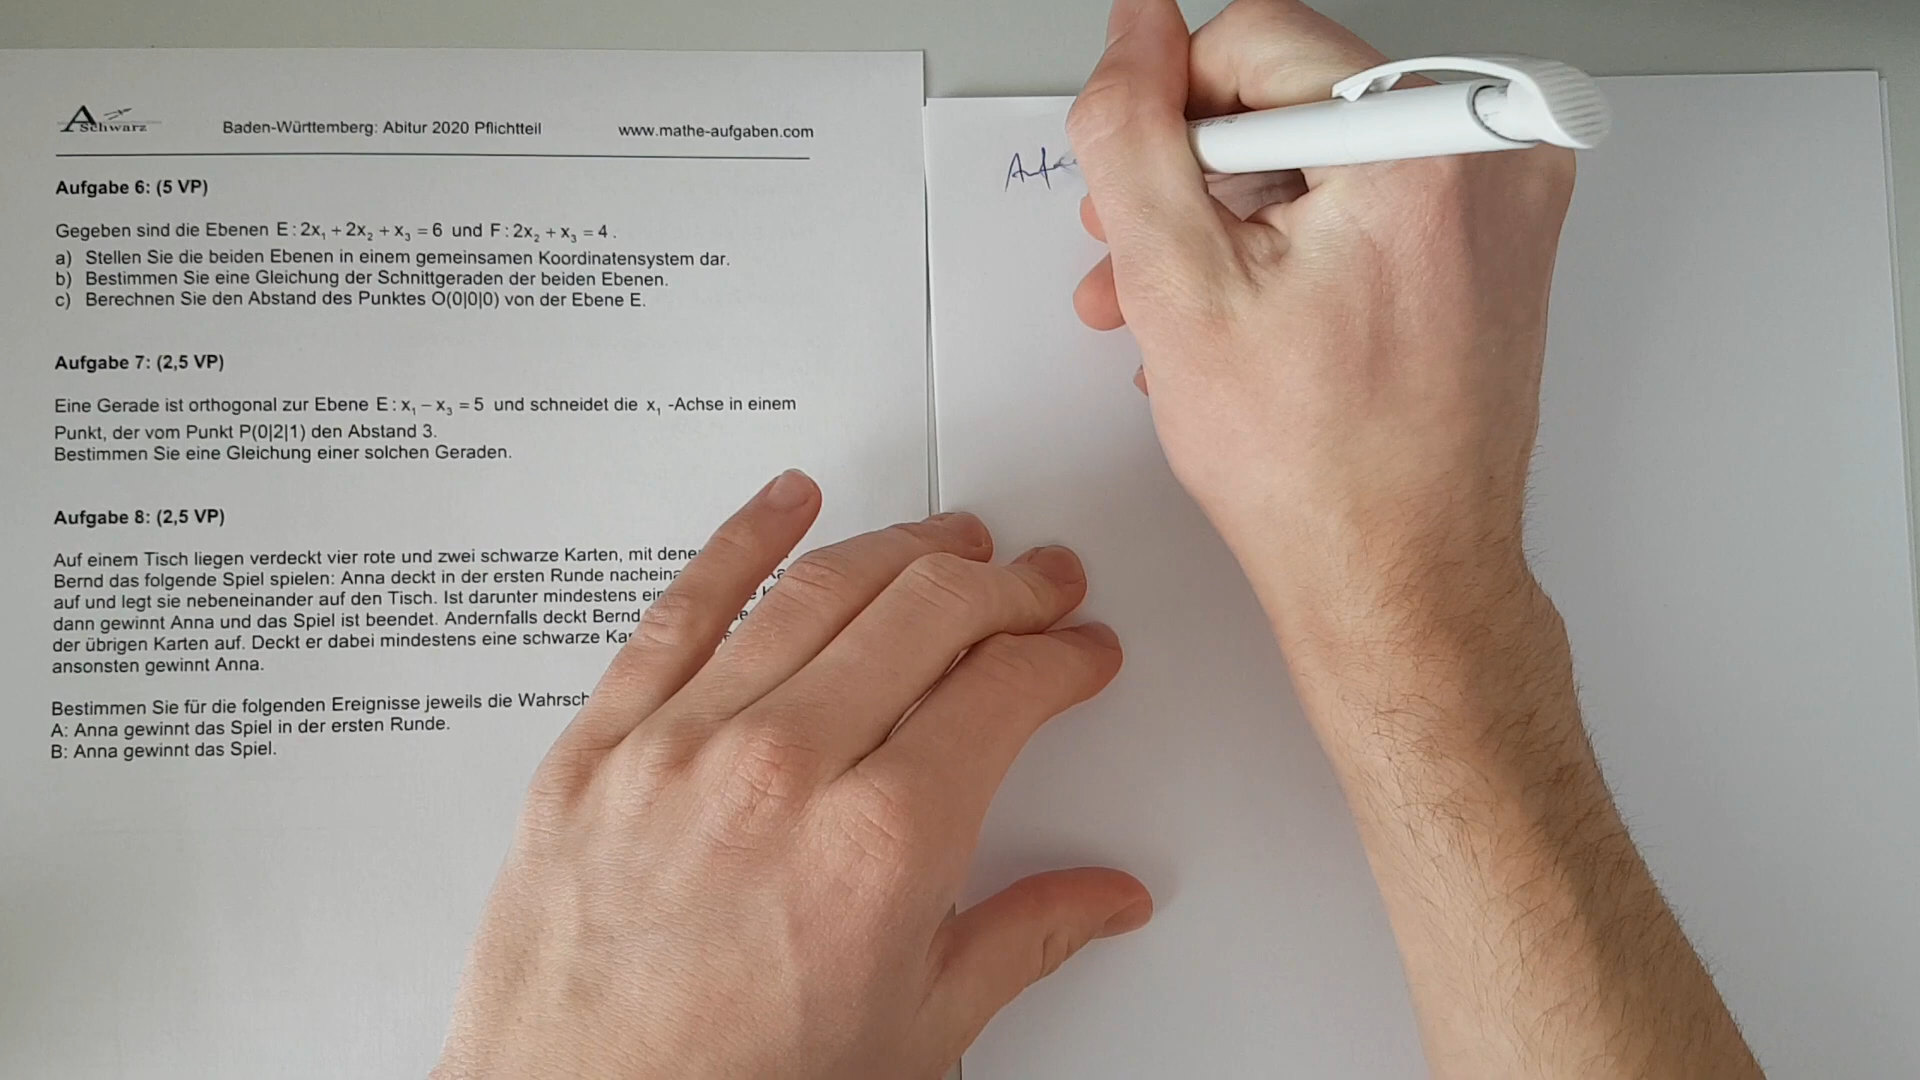 A Schwarz
Baden-Württemberg: Abitur 2020 Pflichtteil
www.mathe-aufgaben.com
Aufgabe 6: (5 VP)
Gegeben sind die Ebenen E: 2x₁ + 2x₂ + x₃ = 6 und F: 2x₂ + x₃ = 4.
a) Stellen Sie die beiden Ebenen in einem gemeinsamen Koordinatensystem dar.
b) Bestimmen Sie eine Gleichung der Schnittgeraden der beiden Ebenen.
c) Berechnen Sie den Abstand des Punktes O(0|0|0) von der Ebene E.
Aufgabe 7: (2,5 VP)
Eine Gerade ist orthogonal zur Ebene E: x₁ − x₃ = 5 und schneidet die x₁ -Achse in einem
Punkt, der vom Punkt P(0|2|1) den Abstand 3.
Bestimmen Sie eine Gleichung einer solchen Geraden.
Aufgabe 8: (2,5 VP)
Auf einem Tisch liegen verdeckt vier rote und zwei schwarze Karten, mit
Bernd das folgende Spiel spielen: Anna deckt in der ersten Runde
auf und legt sie nebeneinander auf den Tisch. Ist darunter mindestens
dann gewinnt Anna und das Spiel ist beendet. Andernfalls deckt Bernd
der übrigen Karten auf. Deckt er dabei mindestens eine schwarze
ansonsten gewinnt Anna.
Bestimmen Sie für die folgenden Ereignisse jeweils die
A: Anna gewinnt das Spiel in der ersten Runde.
B: Anna gewinnt das Spiel.